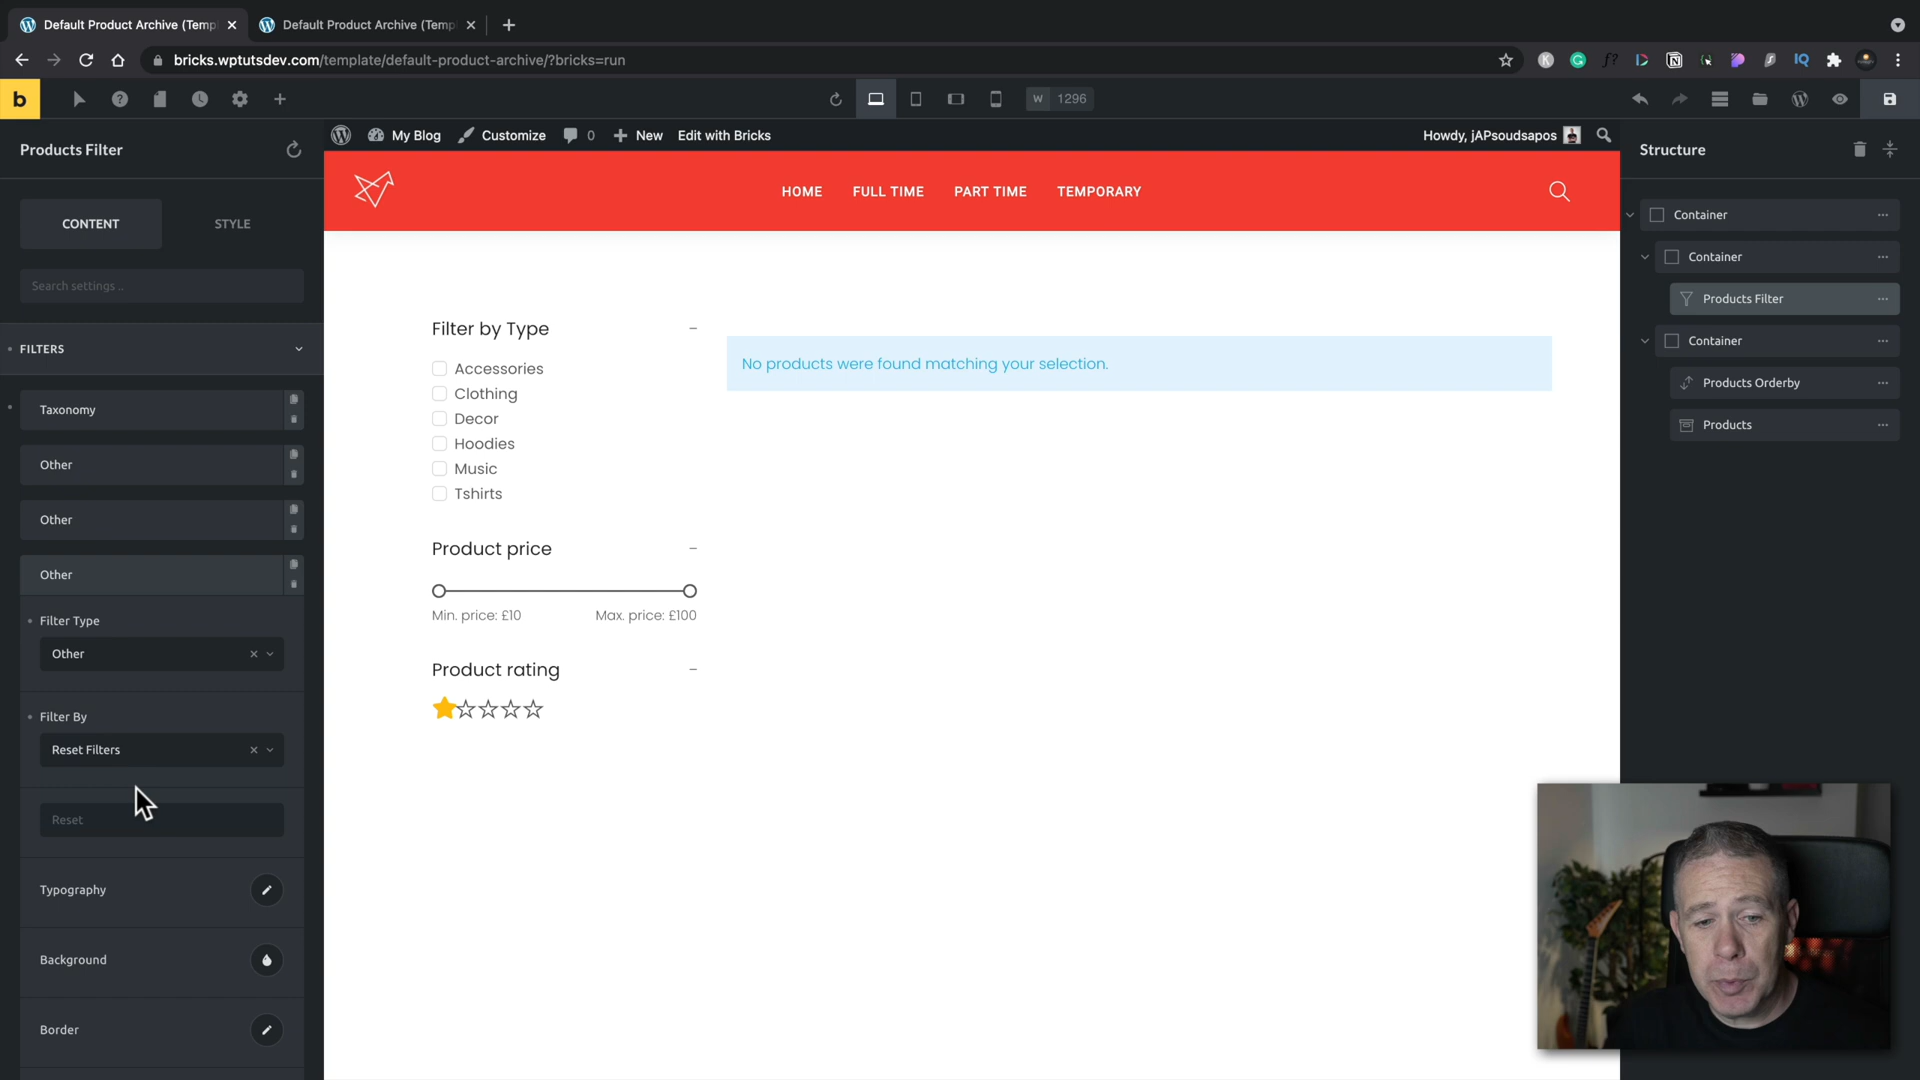 Default Product Archive (Temp
Default Product Archive (Temp
bricks.wptutsdev.com/template/default-product-archive/?bricks=run
b
W 1296
Products Filter
CONTENT
STYLE
Search settings ..
FILTERS
Taxonomy
Other
Other
Other
Filter Type
Other
Filter By
Reset Filters
Reset
Typography
Background
Border
My Blog
Customize
0
New
Edit with Bricks
Howdy, jAPsoudsapos
HOME
FULL TIME
PART TIME
TEMPORARY
Filter by Type
Accessories
Clothing
Decor
Hoodies
Music
Tshirts
Product price
Min. price: £10
Max. price: £100
Product rating
No products were found matching your selection.
Structure
Container
Container
Products Filter
Container
Products Orderby
Products